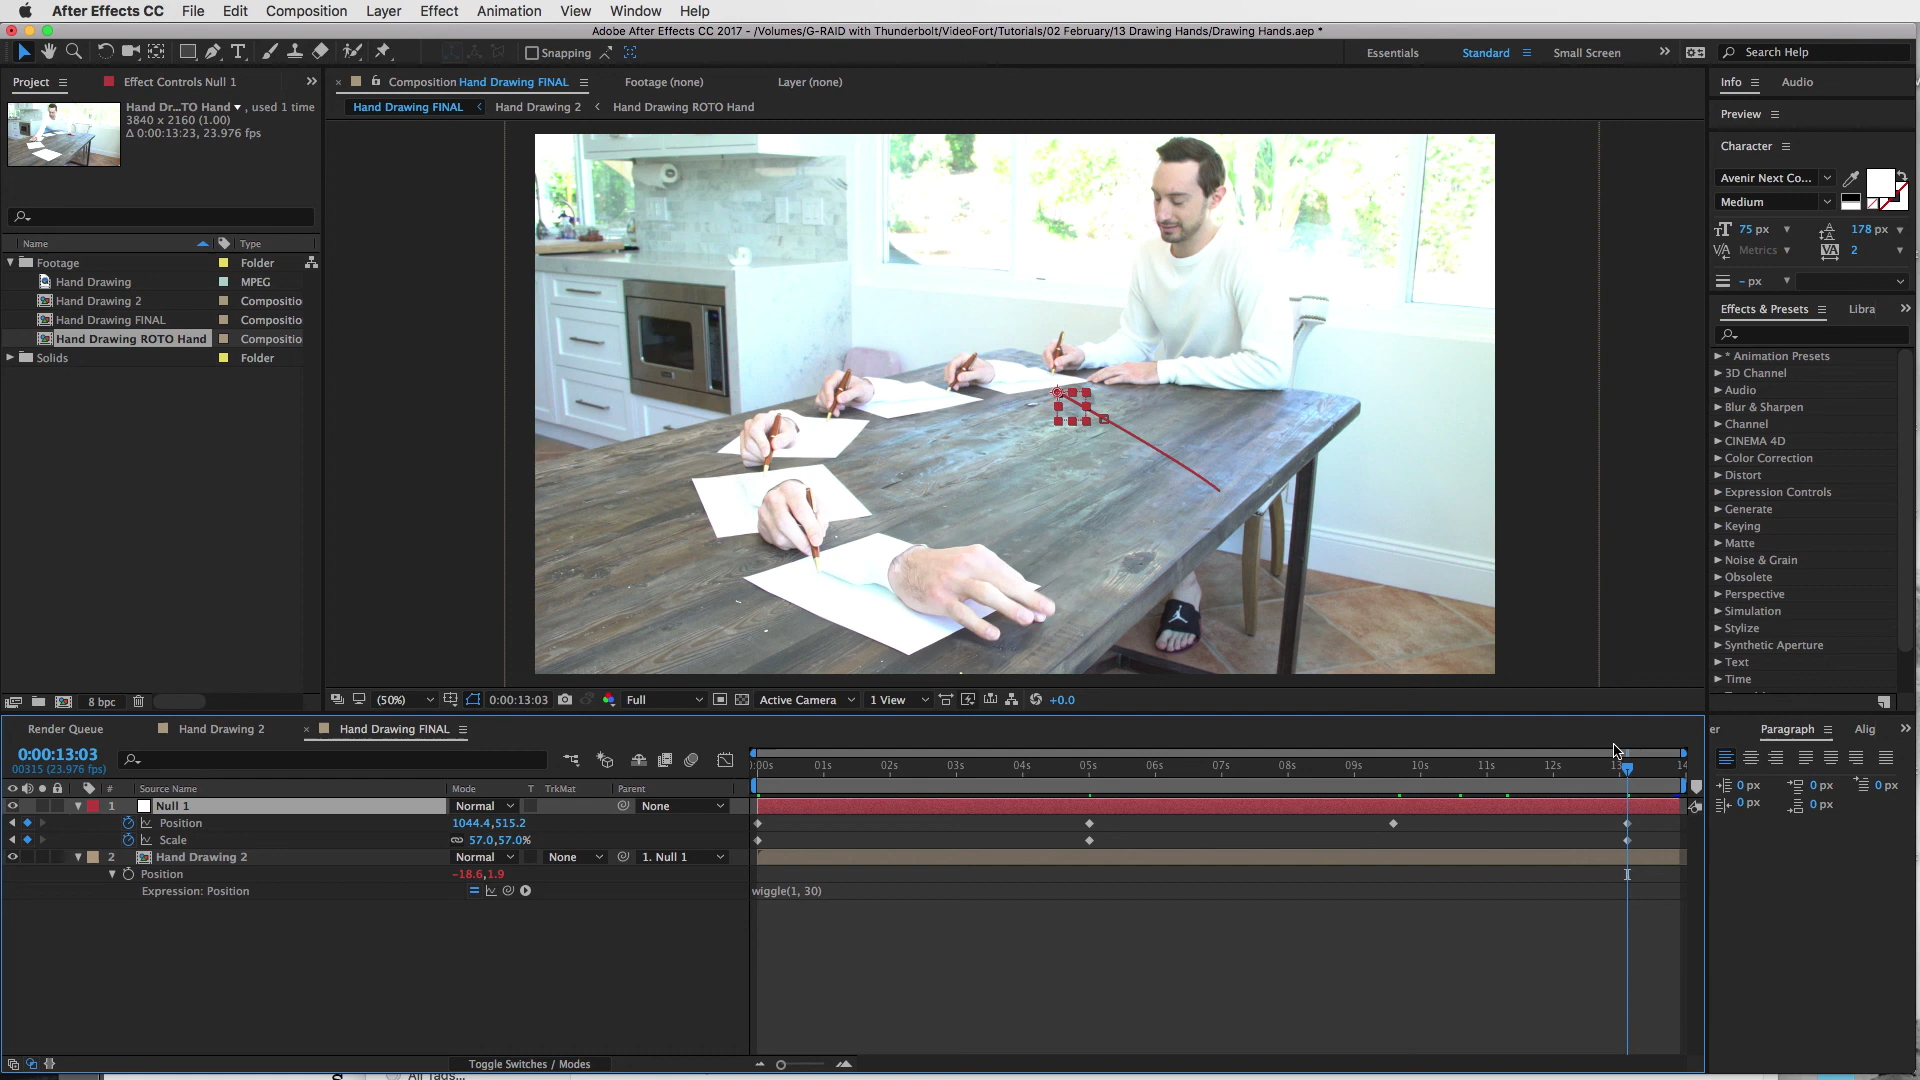 After Effects CC File Edit Composition Layer Effect Animation View Window Help
Adobe After Effects CC 2017 - /Volumes/G-RAID with Thunderbolt/VideoFort/Tutorials/02 February/13 Drawing Hands/Drawing Hands.aep *
Snapping Essentials Standard Small Screen Search Help
Project Effect Controls Null 1 Composition Hand Drawing FINAL Footage (none) Layer (none) Info Audio
Hand Dr...TO Hand , used 1 time Hand Drawing FINAL Hand Drawing 2 Hand Drawing ROTO Hand
3840 x 2160 (1.00)
Δ 0:00:13:23, 23.976 fps
Preview
Character
Avenir Next Co...
Medium
75 px 178 px
Metrics 2
- px
Name Type
Footage Folder
Hand Drawing MPEG
Hand Drawing 2 Compositio
Hand Drawing FINAL Compositio
Hand Drawing ROTO Hand Compositio
Solids Folder
Effects & Presets Libra
* Animation Presets
3D Channel
Audio
Blur & Sharpen
Channel
CINEMA 4D
Color Correction
Distort
Expression Controls
Generate
Keying
Matte
Noise & Grain
Obsolete
Perspective
Simulation
Stylize
Synthetic Aperture
Text
Time
8 bpc (50%) 0:00:13:03 Full Active Camera 1 View +0.0
Render Queue Hand Drawing 2 Hand Drawing FINAL er Paragraph Alig
0:00:13:03
00315 (23.976 fps)
):00s 01s 02s 03s 04s 05s 06s 07s 08s 09s 10s 11s 12s 13 14
# Source Name Mode T TrkMat Parent 0 px 0 px 0 px
1 Null 1 Normal None 0 px 0 px
Position 1044.4,515.2
Scale 57.0,57.0%
2 Hand Drawing 2 Normal None 1. Null 1
Position -18.6,1.9
Expression: Position wiggle(1, 30)
Toggle Switches / Modes